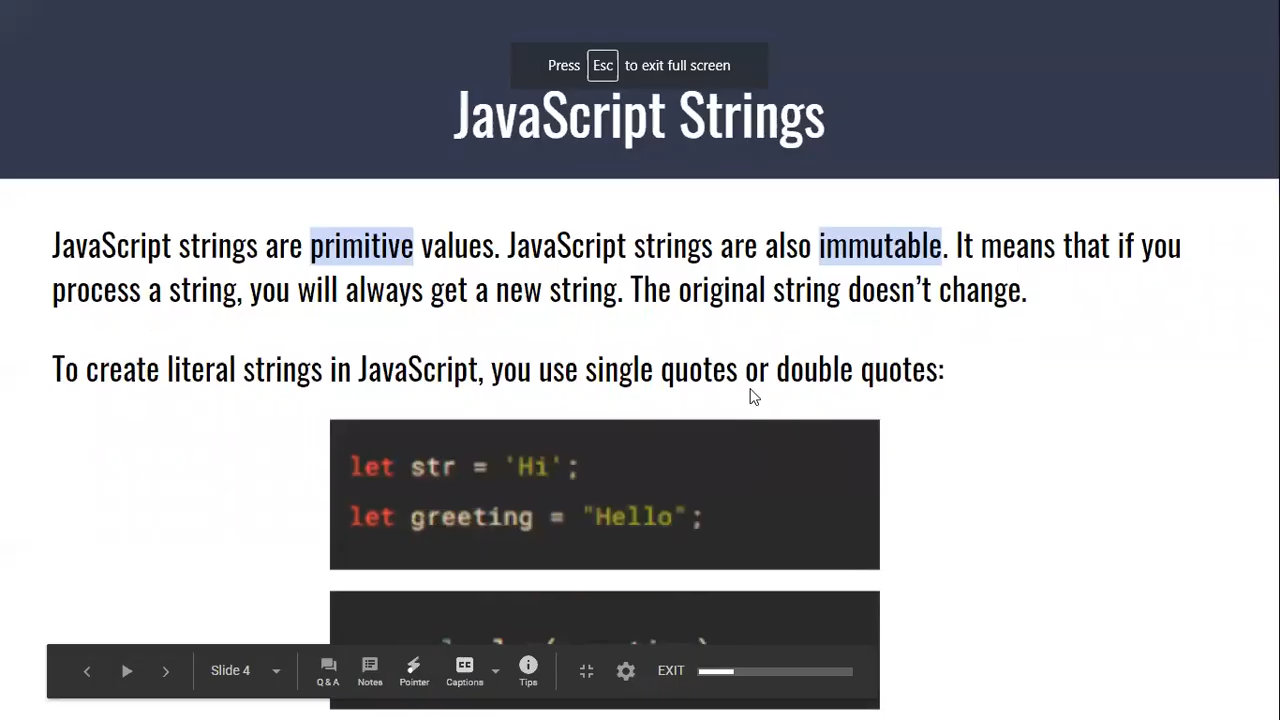 Press Esc to exit full screen
JavaScript Strings
JavaScript strings are primitive values. JavaScript strings are also immutable. It means that if you
process a string, you will always get a new string. The original string doesn’t change.
To create literal strings in JavaScript, you use single quotes or double quotes:
let str = 'Hi';
let greeting = "Hello";
Slide 4
Q & A
Notes
Pointer
CC
Captions
Tips
EXIT